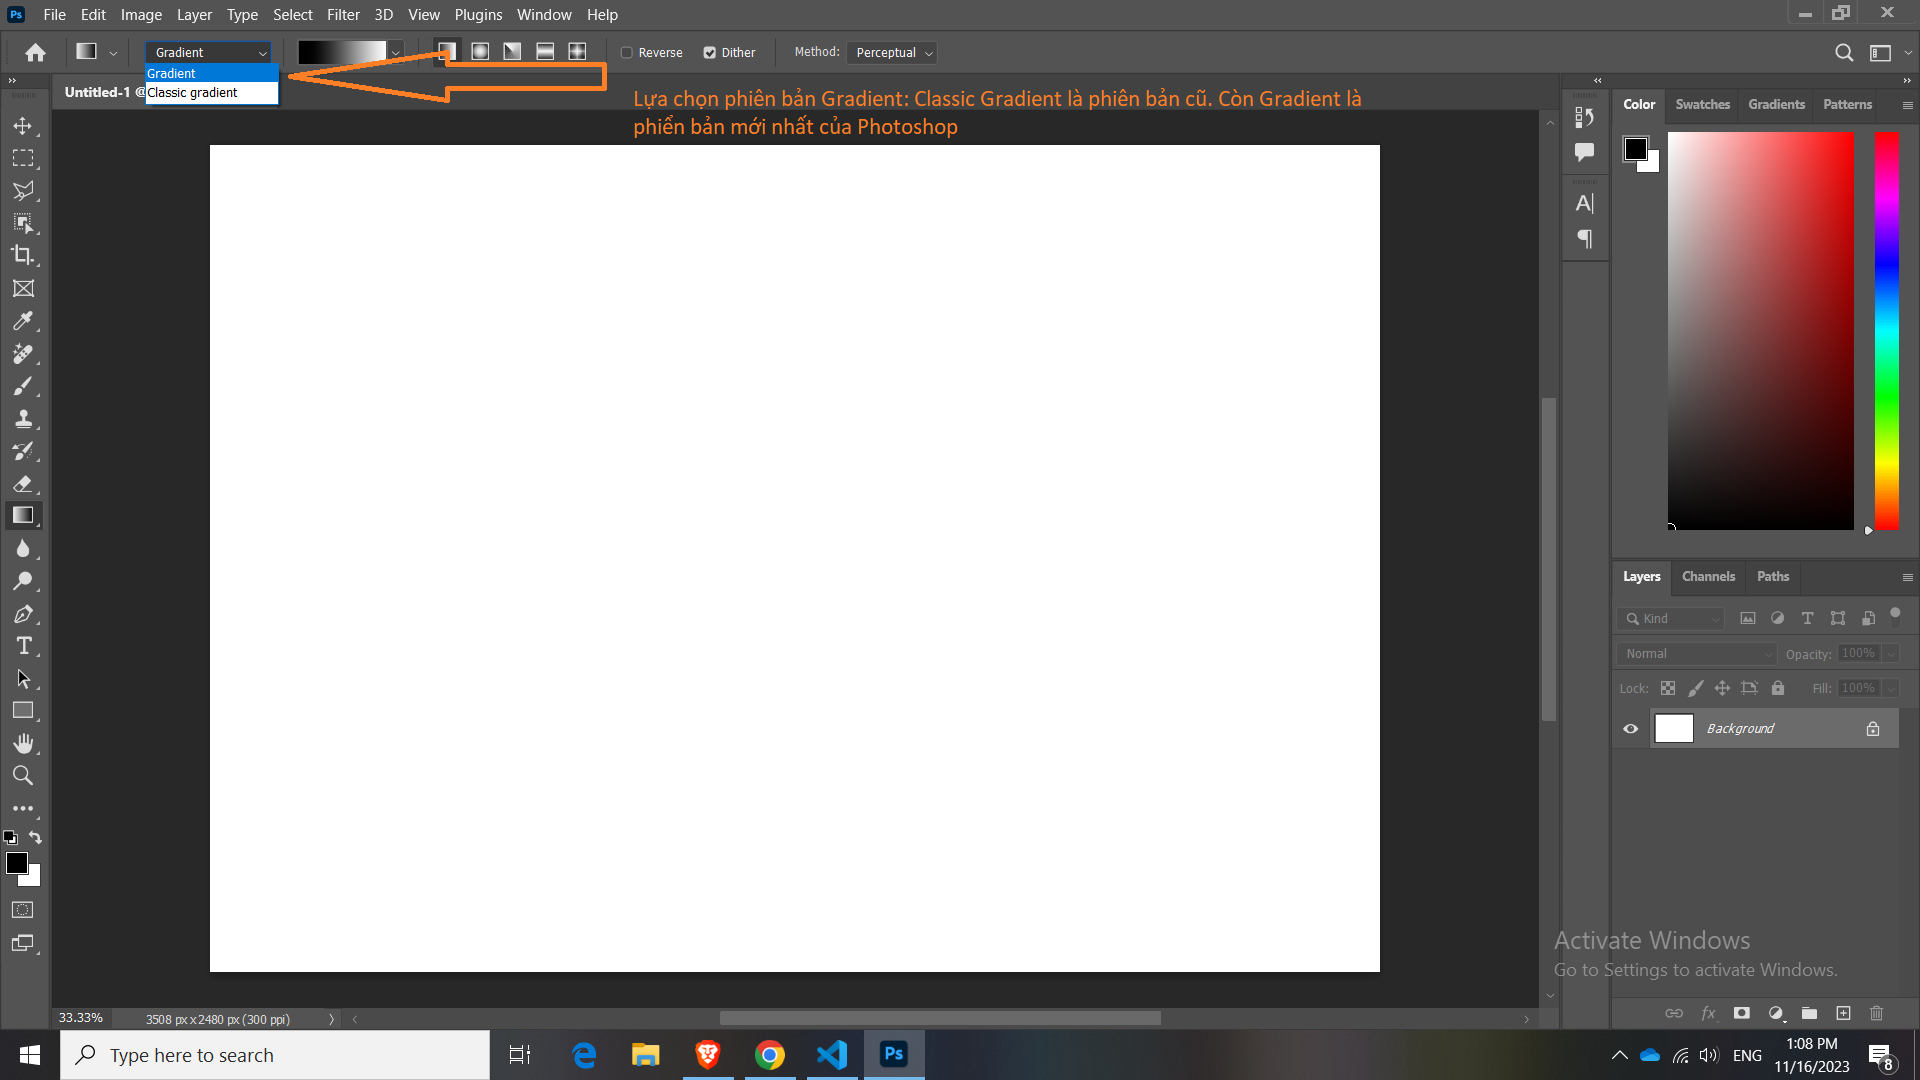 Ps File Edit Image Layer Type Select Filter 3D View Plugins Window Help
Gradient Reverse Dither Method: Perceptual
Gradient
Classic gradient
Untitled-1 @
Lựa chọn phiên bản Gradient: Classic Gradient là phiên bản cũ. Còn Gradient là
phiển bản mới nhất của Photoshop
Color Swatches Gradients Patterns
Layers Channels Paths
Kind
Normal Opacity: 100%
Lock: Fill: 100%
Background
Activate Windows
Go to Settings to activate Windows.
33.33% 3508 px x 2480 px (300 ppi)
Type here to search
Ps
ENG
1:08 PM
11/16/2023
8